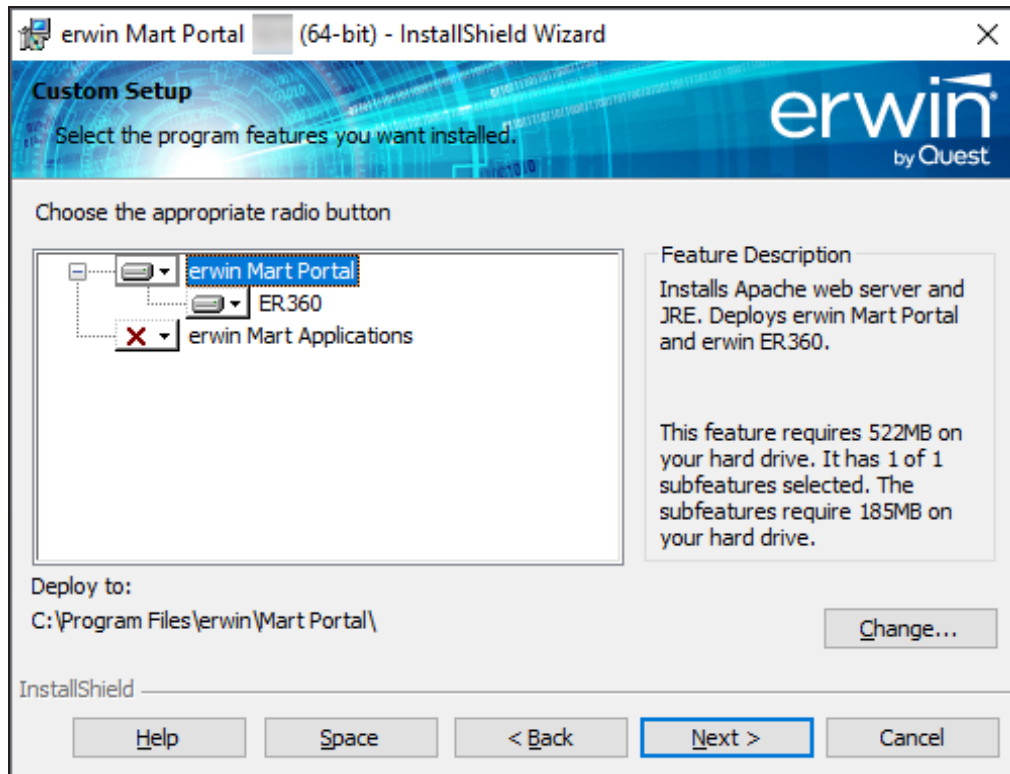 erwin Mart Portal (64-bit) - InstallShield Wizard
Custom Setup
Select the program features you want installed.
erwin
by Quest
Choose the appropriate radio button
erwin Mart Portal
ER360
erwin Mart Applications
Feature Description
Installs Apache web server and
JRE. Deploys erwin Mart Portal
and erwin ER360.
This feature requires 522MB on
your hard drive. It has 1 of 1
subfeatures selected. The
subfeatures require 185MB on
your hard drive.
Deploy to:
C:\Program Files\erwin\Mart Portal\
Change...
InstallShield
Help
Space
< Back
Next >
Cancel